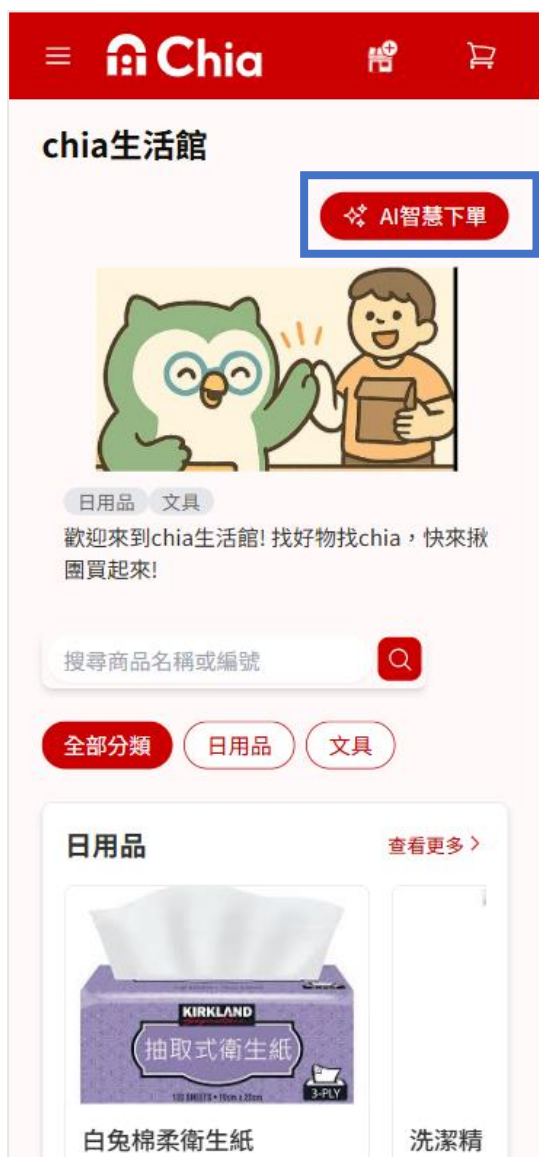 Chia
chia生活館
AI智慧下單
日用品 文具
歡迎來到chia生活館! 找好物找chia，快來揪
團買起來!
搜尋商品名稱或編號
全部分類 日用品 文具
日用品 查看更多
KIRKLAND
抽取式衛生紙
3-PLY
白兔棉柔衛生紙 洗潔精